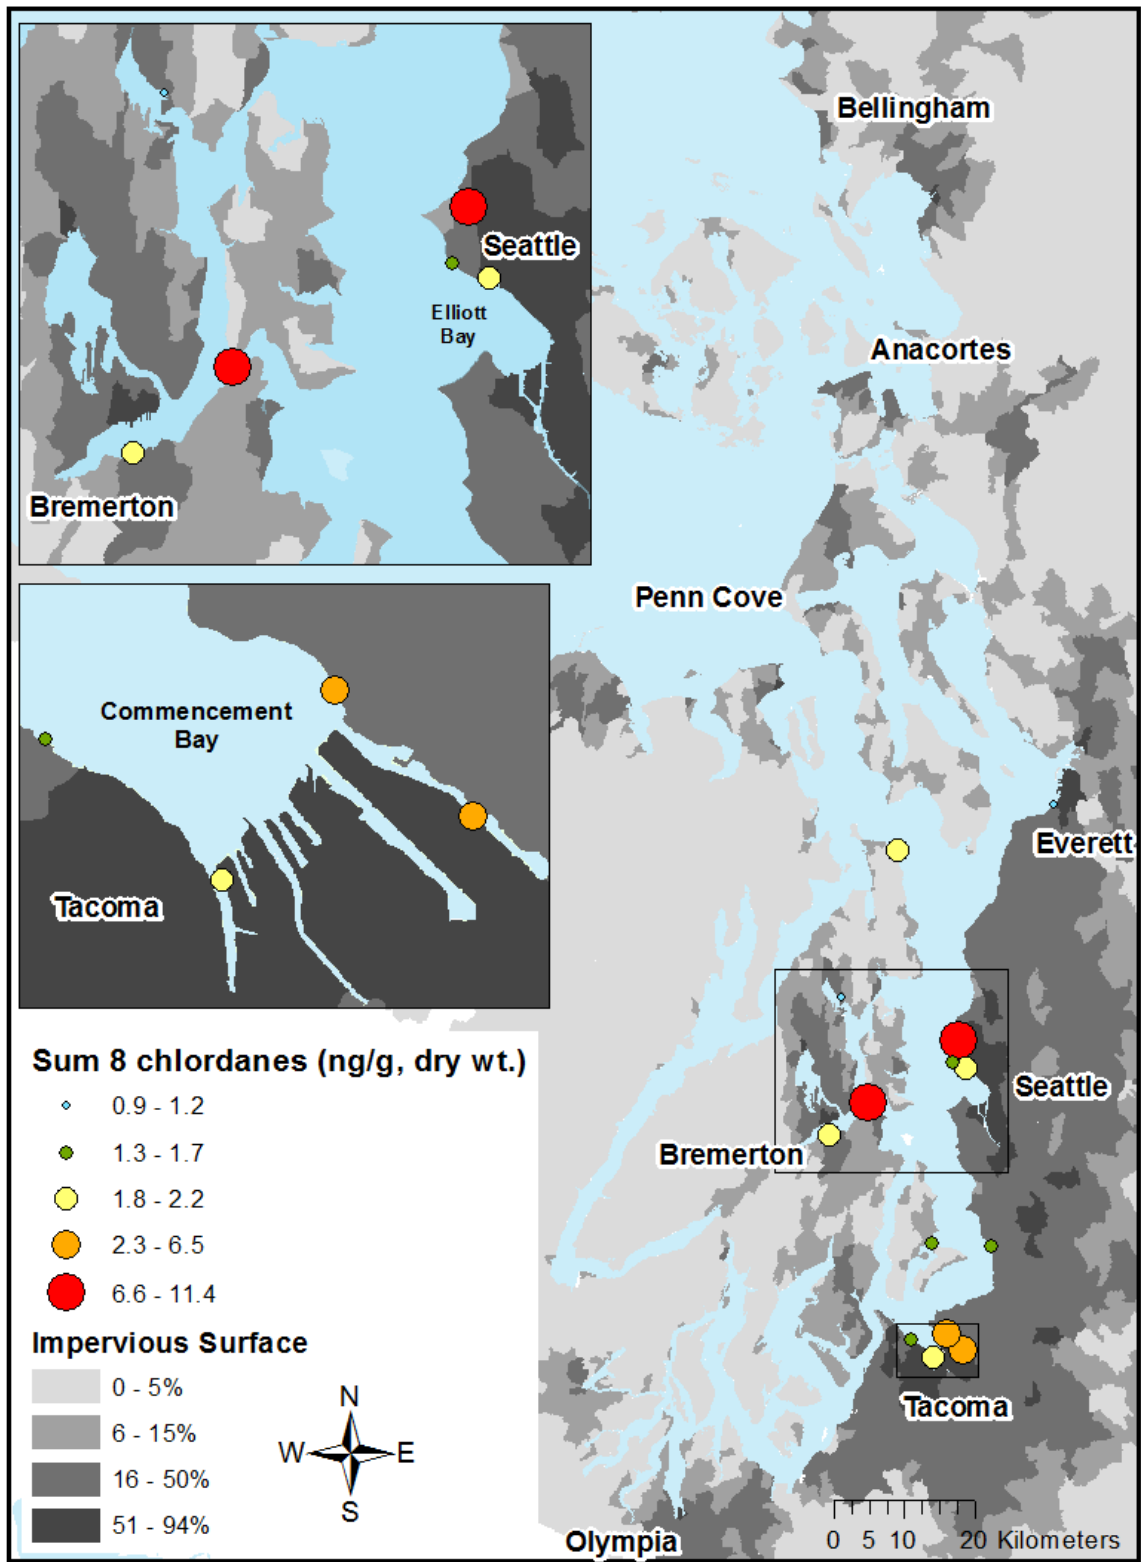 Bellingham
Seattle
Elliott
Bay
Bremerton
Anacortes
Penn Cove
Commencement
Bay
Tacoma
Everett
Seattle
Bremerton
Tacoma
Olympia
Sum 8 chlordanes (ng/g, dry wt.)
0.9 - 1.2
1.3 - 1.7
1.8 - 2.2
2.3 - 6.5
6.6 - 11.4
Impervious Surface
0 - 5%
6 - 15%
16 - 50%
51 - 94%
N
W E
S
0 5 10 20 Kilometers